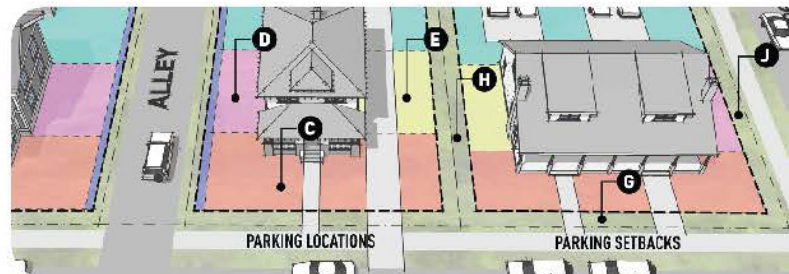 D
E
J
H
ALLEY
C
G
PARKING LOCATIONS
PARKING SETBACKS